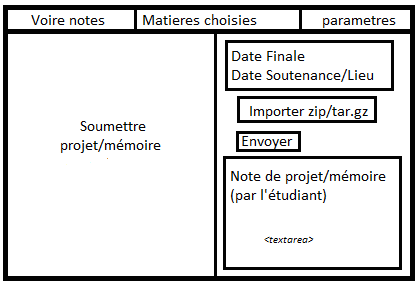 Voire notes
Matieres choisies
parametres
Soumettre
projet/mémoire
Date Finale
Date Soutenance/Lieu
Importer zip/tar.gz
Envoyer
Note de projet/mémoire
(par l'étudiant)
<textarea>